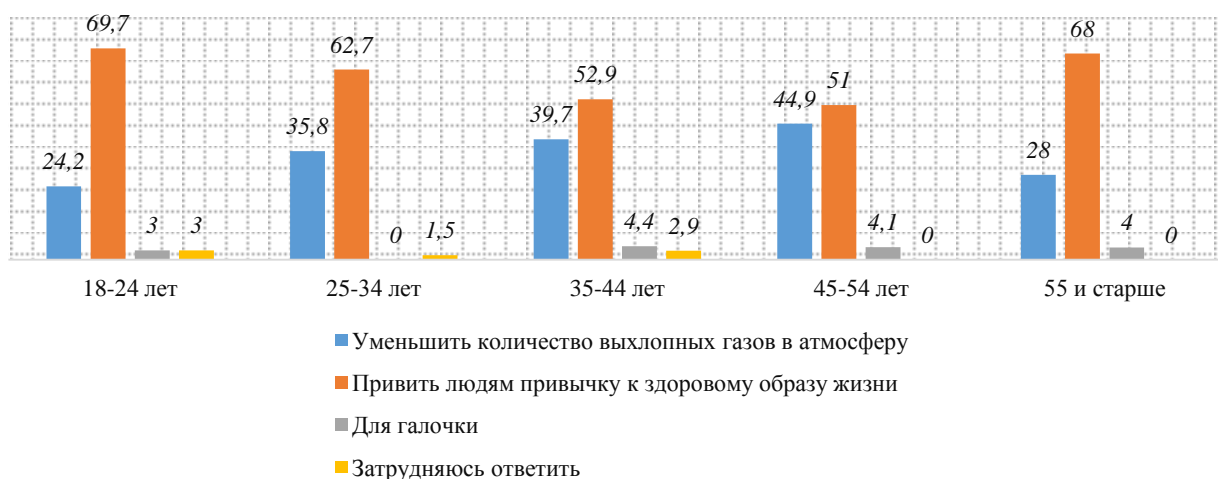 69,7 62,7 52,9 51 68
24,2 35,8 39,7 44,9 28
3 3 0 1,5 4,4 2,9 4,1 0 4 0
18-24 лет 25-34 лет 35-44 лет 45-54 лет 55 и старше
Уменьшить количество выхлопных газов в атмосферу
Привить людям привычку к здоровому образу жизни
Для галочки
Затрудняюсь ответить